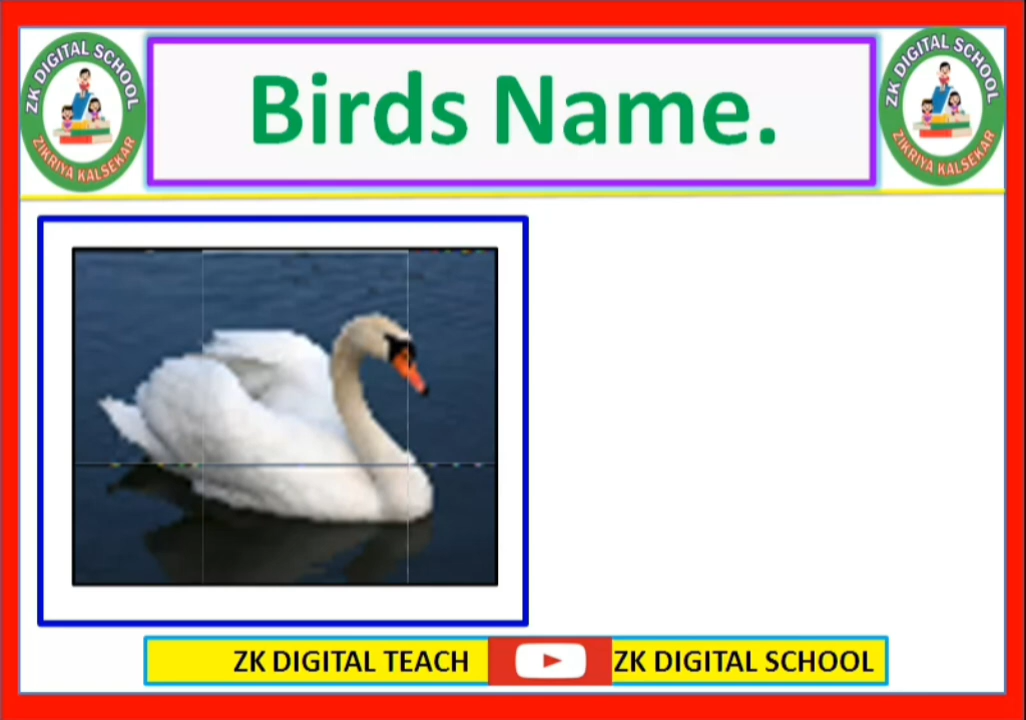 ZK DIGITAL SCHOOL
ZIKRIYA KALSEKAR
Birds Name.
ZK DIGITAL SCHOOL
ZIKRIYA KALSEKAR
ZK DIGITAL TEACH
ZK DIGITAL SCHOOL